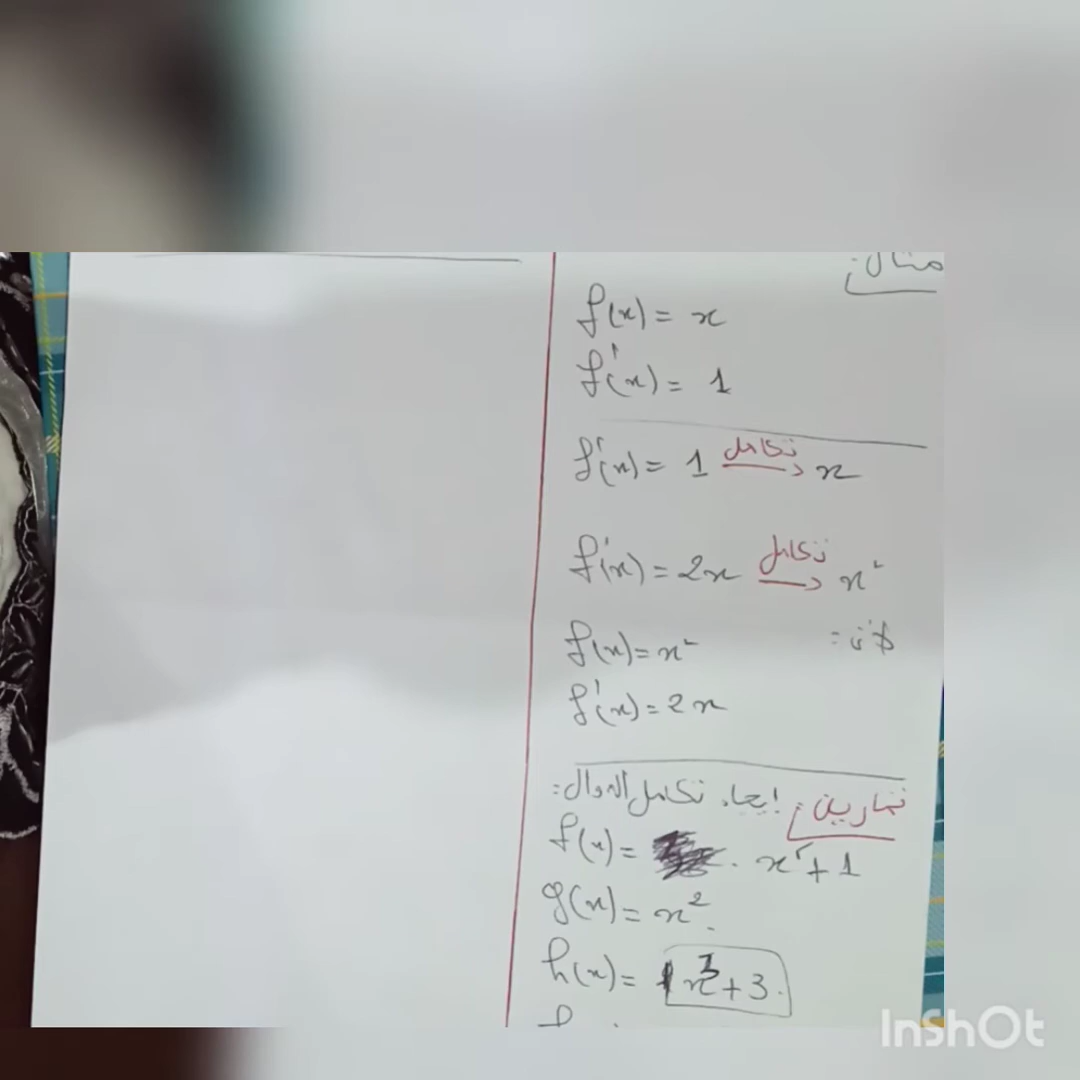 مثال:
f(x) = x
f'(x) = 1
f'(x) = 1 تكامل → x
f'(x) = 2x تكامل → x²
لأن:
f(x) = x²
f'(x) = 2x
تمارين: إيجاد تكامل الدوال:
f(x) = x² + 1
g(x) = x².
h(x) = x³ + 3.
InShOt